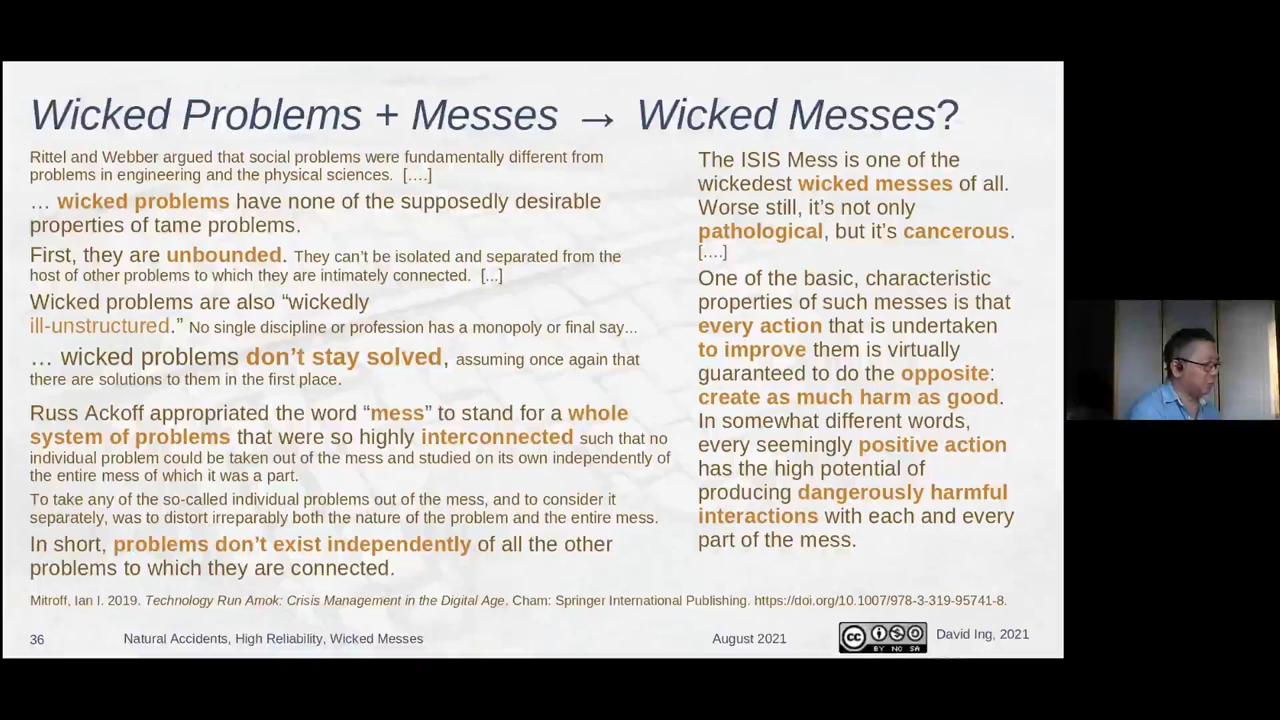 Wicked Problems + Messes → Wicked Messes?
Rittel and Webber argued that social problems were fundamentally different from
problems in engineering and the physical sciences.  [….]
… wicked problems have none of the supposedly desirable
properties of tame problems.
First, they are unbounded. They can’t be isolated and separated from the
host of other problems to which they are intimately connected.  [...]
Wicked problems are also “wickedly
ill-unstructured.” No single discipline or profession has a monopoly or final say...
… wicked problems don’t stay solved, assuming once again that
there are solutions to them in the first place.
Russ Ackoff appropriated the word “mess” to stand for a whole
system of problems that were so highly interconnected such that no
individual problem could be taken out of the mess and studied on its own independently of
the entire mess of which it was a part.
To take any of the so-called individual problems out of the mess, and to consider it
separately, was to distort irreparably both the nature of the problem and the entire mess.
In short, problems don’t exist independently of all the other
problems to which they are connected.
The ISIS Mess is one of the
wickedest wicked messes of all.
Worse still, it’s not only
pathological, but it’s cancerous.
[….]
One of the basic, characteristic
properties of such messes is that
every action that is undertaken
to improve them is virtually
guaranteed to do the opposite:
create as much harm as good.
In somewhat different words,
every seemingly positive action
has the high potential of
producing dangerously harmful
interactions with each and every
part of the mess.
Mitroff, Ian I. 2019. Technology Run Amok: Crisis Management in the Digital Age. Cham: Springer International Publishing. https://doi.org/10.1007/978-3-319-95741-8.
36
Natural Accidents, High Reliability, Wicked Messes
August 2021
cc
BY NC SA
David Ing, 2021